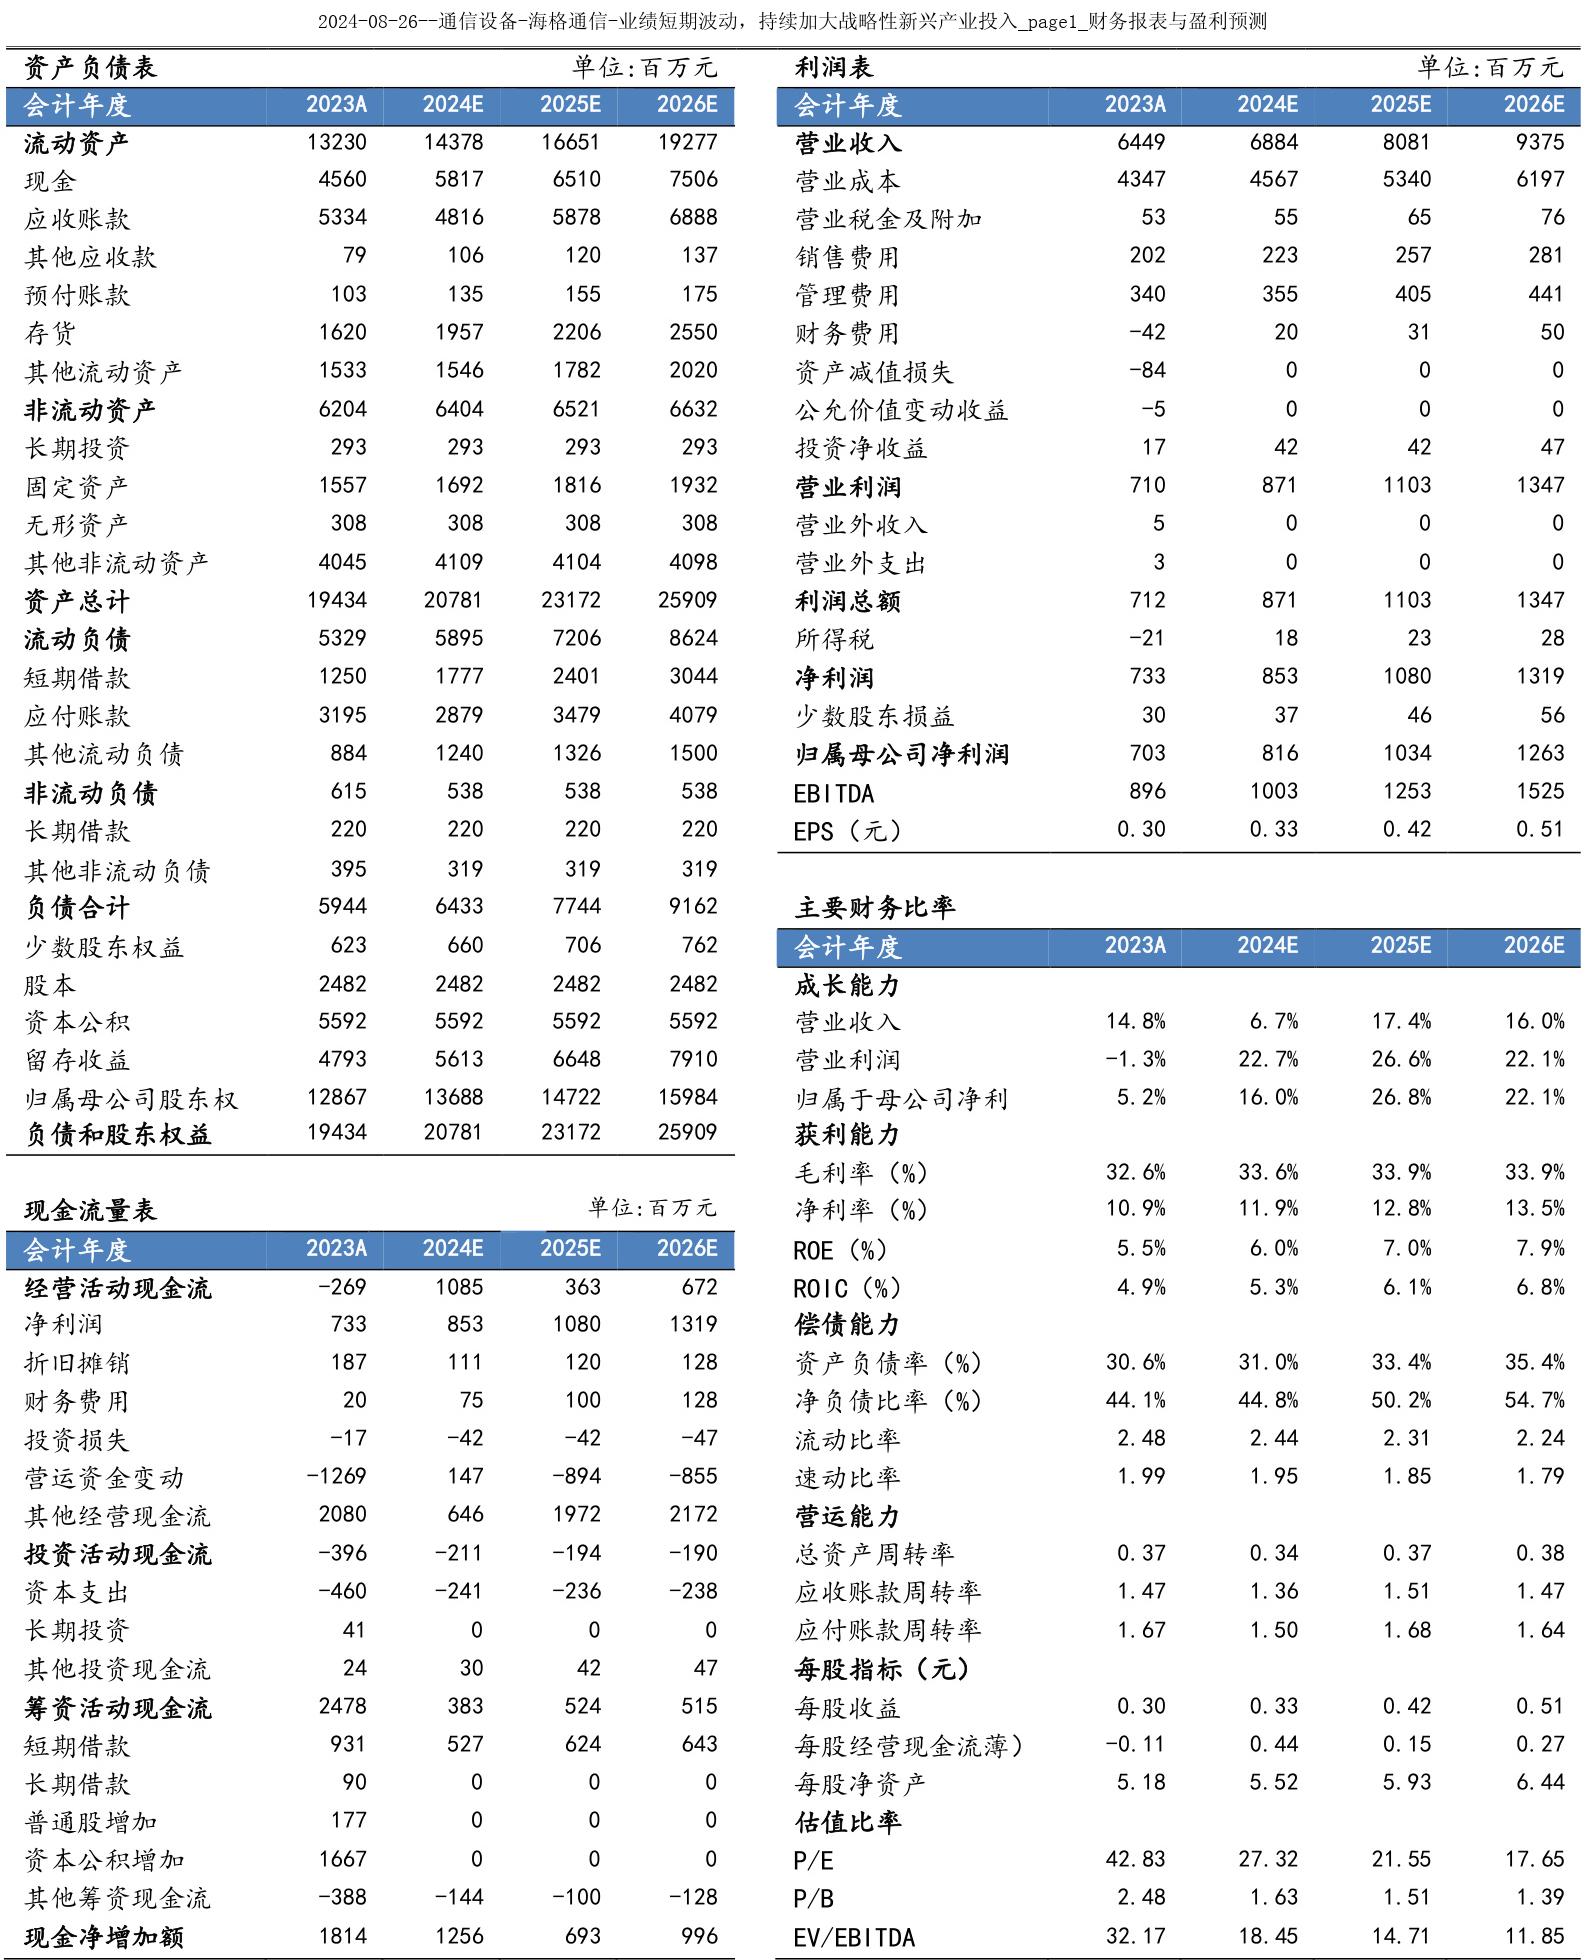 2024-08-26--通信设备-海格通信-业绩短期波动，持续加大战略性新兴产业投入_page1_财务报表与盈利预测
资产负债表 单位:百万元
会计年度 2023A 2024E 2025E 2026E
流动资产 13230 14378 16651 19277
现金 4560 5817 6510 7506
应收账款 5334 4816 5878 6888
其他应收款 79 106 120 137
预付账款 103 135 155 175
存货 1620 1957 2206 2550
其他流动资产 1533 1546 1782 2020
非流动资产 6204 6404 6521 6632
长期投资 293 293 293 293
固定资产 1557 1692 1816 1932
无形资产 308 308 308 308
其他非流动资产 4045 4109 4104 4098
资产总计 19434 20781 23172 25909
流动负债 5329 5895 7206 8624
短期借款 1250 1777 2401 3044
应付账款 3195 2879 3479 4079
其他流动负债 884 1240 1326 1500
非流动负债 615 538 538 538
长期借款 220 220 220 220
其他非流动负债 395 319 319 319
负债合计 5944 6433 7744 9162
少数股东权益 623 660 706 762
股本 2482 2482 2482 2482
资本公积 5592 5592 5592 5592
留存收益 4793 5613 6648 7910
归属母公司股东权 12867 13688 14722 15984
负债和股东权益 19434 20781 23172 25909
现金流量表 单位:百万元
会计年度 2023A 2024E 2025E 2026E
经营活动现金流 -269 1085 363 672
净利润 733 853 1080 1319
折旧摊销 187 111 120 128
财务费用 20 75 100 128
投资损失 -17 -42 -42 -47
营运资金变动 -1269 147 -894 -855
其他经营现金流 2080 646 1972 2172
投资活动现金流 -396 -211 -194 -190
资本支出 -460 -241 -236 -238
长期投资 41 0 0 0
其他投资现金流 24 30 42 47
筹资活动现金流 2478 383 524 515
短期借款 931 527 624 643
长期借款 90 0 0 0
普通股增加 177 0 0 0
资本公积增加 1667 0 0 0
其他筹资现金流 -388 -144 -100 -128
现金净增加额 1814 1256 693 996
利润表 单位:百万元
会计年度 2023A 2024E 2025E 2026E
营业收入 6449 6884 8081 9375
营业成本 4347 4567 5340 6197
营业税金及附加 53 55 65 76
销售费用 202 223 257 281
管理费用 340 355 405 441
财务费用 -42 20 31 50
资产减值损失 -84 0 0 0
公允价值变动收益 -5 0 0 0
投资净收益 17 42 42 47
营业利润 710 871 1103 1347
营业外收入 5 0 0 0
营业外支出 3 0 0 0
利润总额 712 871 1103 1347
所得税 -21 18 23 28
净利润 733 853 1080 1319
少数股东损益 30 37 46 56
归属母公司净利润 703 816 1034 1263
EBITDA 896 1003 1253 1525
EPS（元） 0.30 0.33 0.42 0.51
主要财务比率
会计年度 2023A 2024E 2025E 2026E
成长能力
营业收入 14.8% 6.7% 17.4% 16.0%
营业利润 -1.3% 22.7% 26.6% 22.1%
归属于母公司净利 5.2% 16.0% 26.8% 22.1%
获利能力
毛利率（%） 32.6% 33.6% 33.9% 33.9%
净利率（%） 10.9% 11.9% 12.8% 13.5%
ROE（%） 5.5% 6.0% 7.0% 7.9%
ROIC（%） 4.9% 5.3% 6.1% 6.8%
偿债能力
资产负债率（%） 30.6% 31.0% 33.4% 35.4%
净负债比率（%） 44.1% 44.8% 50.2% 54.7%
流动比率 2.48 2.44 2.31 2.24
速动比率 1.99 1.95 1.85 1.79
营运能力
总资产周转率 0.37 0.34 0.37 0.38
应收账款周转率 1.47 1.36 1.51 1.47
应付账款周转率 1.67 1.50 1.68 1.64
每股指标（元）
每股收益 0.30 0.33 0.42 0.51
每股经营现金流薄） -0.11 0.44 0.15 0.27
每股净资产 5.18 5.52 5.93 6.44
估值比率
P/E 42.83 27.32 21.55 17.65
P/B 2.48 1.63 1.51 1.39
EV/EBITDA 32.17 18.45 14.71 11.85